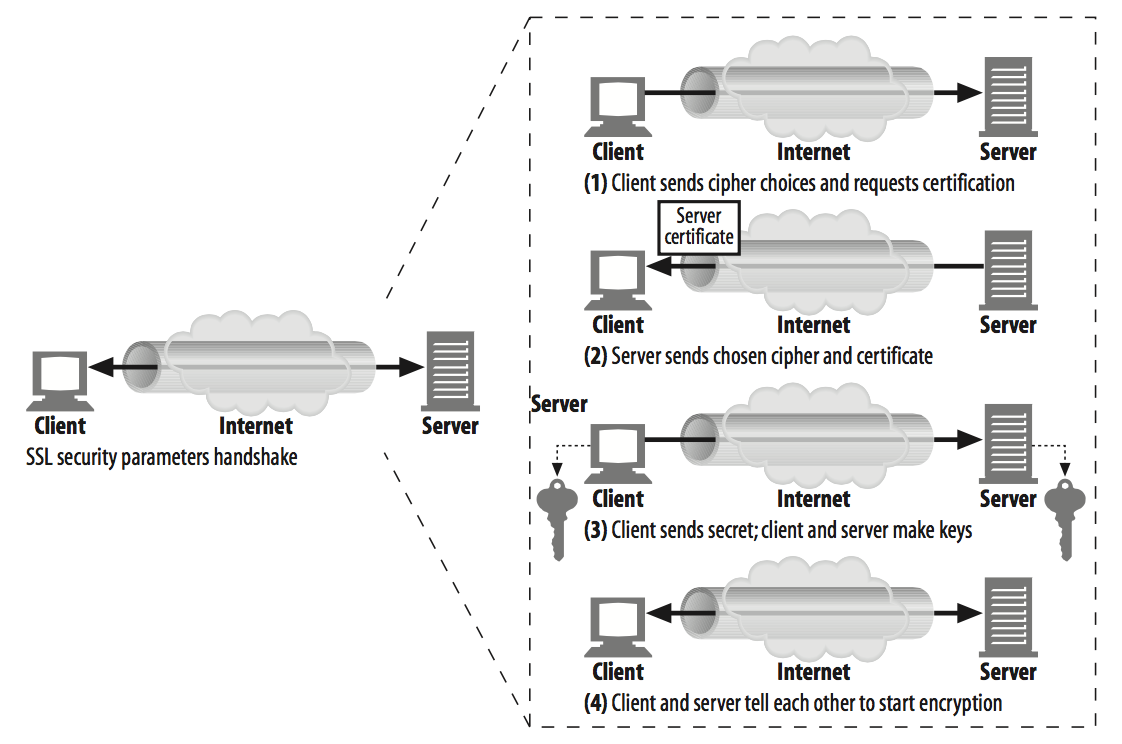 Client
Internet
Server
SSL security parameters handshake
Client
Internet
Server
(1) Client sends cipher choices and requests certification
Server
certificate
Client
Internet
Server
(2) Server sends chosen cipher and certificate
Server
Client
Internet
Server
(3) Client sends secret; client and server make keys
Client
Internet
Server
(4) Client and server tell each other to start encryption